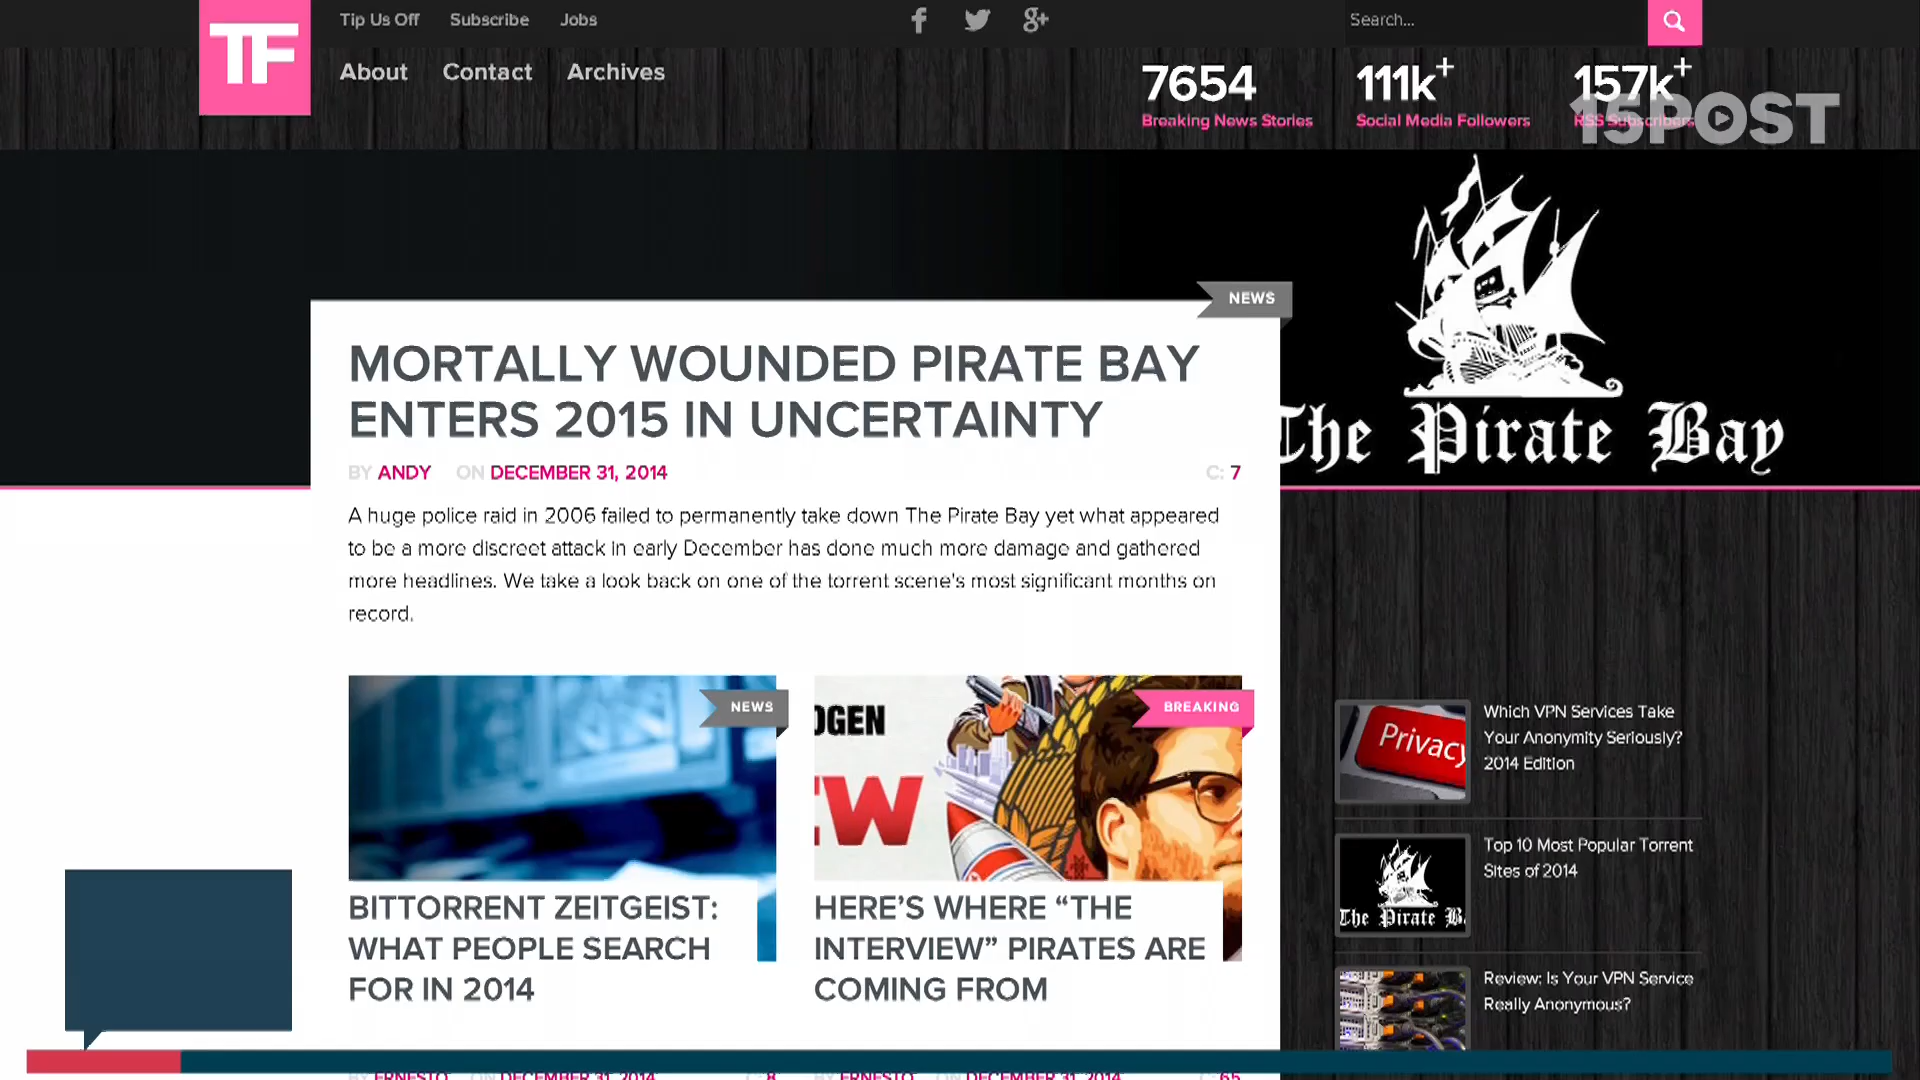 TF
Tip Us Off Subscribe Jobs
Search...
About Contact Archives
7654
Breaking News Stories
111k+
Social Media Followers
157k+
RSS Subscribers
15POST
The Pirate Bay
NEWS
MORTALLY WOUNDED PIRATE BAY
ENTERS 2015 IN UNCERTAINTY
BY ANDY ON DECEMBER 31, 2014 C: 7
A huge police raid in 2006 failed to permanently take down The Pirate Bay yet what appeared
to be a more discreet attack in early December has done much more damage and gathered
more headlines. We take a look back on one of the torrent scene's most significant months on
record.
NEWS
BITTORRENT ZEITGEIST:
WHAT PEOPLE SEARCH
FOR IN 2014
BY ERNESTO ON DECEMBER 31, 2014 C: 8
OGEN
EW
BREAKING
HERE'S WHERE “THE
INTERVIEW” PIRATES ARE
COMING FROM
BY ERNESTO ON DECEMBER 31, 2014 C: 65
Privacy
Which VPN Services Take
Your Anonymity Seriously?
2014 Edition
The Pirate B
Top 10 Most Popular Torrent
Sites of 2014
Review: Is Your VPN Service
Really Anonymous?